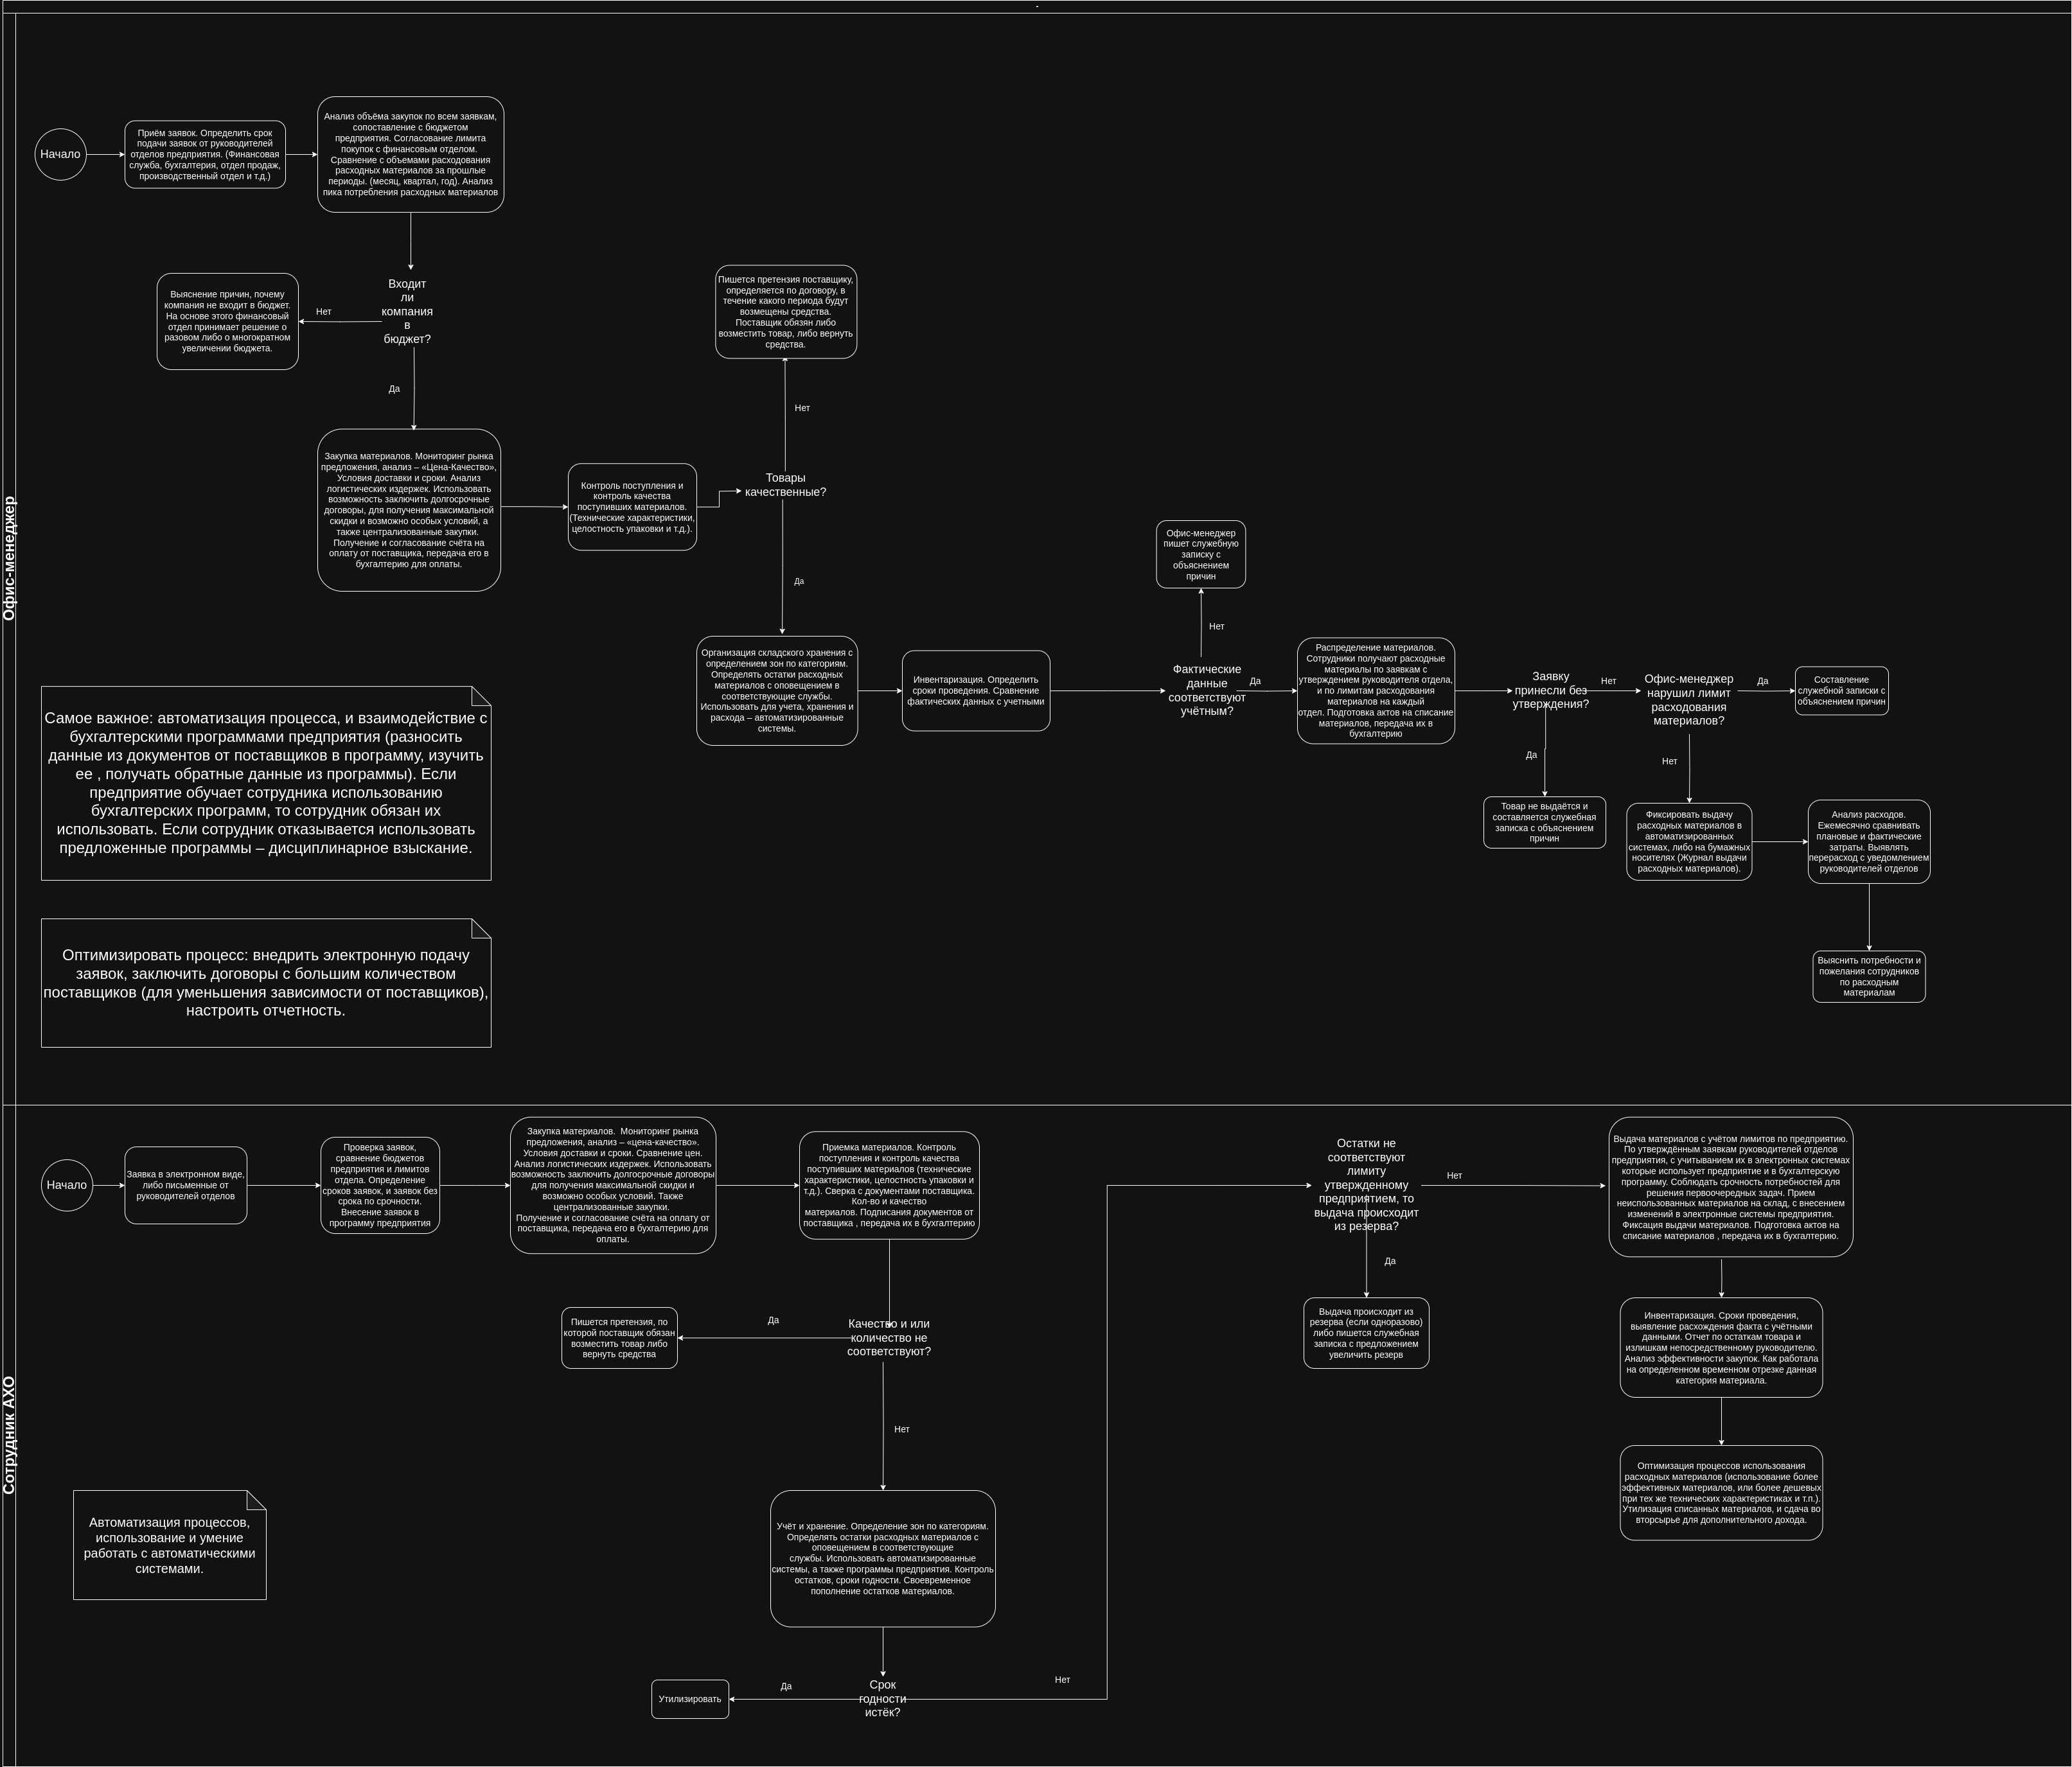 -
Офис-менеджер
Начало
Приём заявок. Определить срок
подачи заявок от руководителей
отделов предприятия. (Финансовая
служба, бухгалтерия, отдел продаж,
производственный отдел и т.д.)
Анализ объёма закупок по всем заявкам,
сопоставление с бюджетом
предприятия. Согласование лимита
покупок с финансовым отделом.
Сравнение с объемами расходования
расходных материалов за прошлые
периоды. (месяц, квартал, год). Анализ
пика потребления расходных материалов
Входит
ли
компания
в
бюджет?
Нет
Выяснение причин, почему
компания не входит в бюджет.
На основе этого финансовый
отдел принимает решение о
разовом либо о многократном
увеличении бюджета.
Да
Закупка материалов. Мониторинг рынка
предложения, анализ – «Цена-Качество»,
Условия доставки и сроки. Анализ
логистических издержек. Использовать
возможность заключить долгосрочные
договоры, для получения максимальной
скидки и возможно особых условий, а
также централизованные закупки.
Получение и согласование счёта на
оплату от поставщика, передача его в
бухгалтерию для оплаты.
Контроль поступления и
контроль качества
поступивших материалов.
(Технические характеристики,
целостность упаковки и т.д.).
Товары
качественные?
Нет
Пишется претензия поставщику,
определяется по договору, в
течение какого периода будут
возмещены средства.
Поставщик обязян либо
возместить товар, либо вернуть
средства.
Да
Организация складского хранения с
определением зон по категориям.
Определять остатки расходных
материалов с оповещением в
соответствующие службы.
Использовать для учета, хранения и
расхода – автоматизированные
системы.
Инвентаризация. Определить
сроки проведения. Сравнение
фактических данных с учетными
Фактические
данные
соответствуют
учётным?
Нет
Офис-менеджер
пишет служебную
записку с
объяснением
причин
Да
Распределение материалов.
Сотрудники получают расходные
материалы по заявкам с
утверждением руководителя отдела,
и по лимитам расходования
материалов на каждый
отдел. Подготовка актов на списание
материалов, передача их в
бухгалтерию
Заявку
принесли без
утверждения?
Да
Товар не выдаётся и
составляется служебная
записка с объяснением
причин
Нет
Офис-менеджер
нарушил лимит
расходования
материалов?
Да
Составление
служебной записки с
объяснением причин
Нет
Фиксировать выдачу
расходных материалов в
автоматизированных
системах, либо на бумажных
носителях (Журнал выдачи
расходных материалов).
Анализ расходов.
Ежемесячно сравнивать
плановые и фактические
затраты. Выявлять
перерасход с уведомлением
руководителей отделов
Выяснить потребности и
пожелания сотрудников
по расходным
материалам
Самое важное: автоматизация процесса, и взаимодействие с
бухгалтерскими программами предприятия (разносить
данные из документов от поставщиков в программу, изучить
ее , получать обратные данные из программы). Если
предприятие обучает сотрудника использованию
бухгалтерских программ, то сотрудник обязан их
использовать. Если сотрудник отказывается использовать
предложенные программы – дисциплинарное взыскание.
Оптимизировать процесс: внедрить электронную подачу
заявок, заключить договоры с большим количеством
поставщиков (для уменьшения зависимости от поставщиков),
настроить отчетность.
Сотрудник АХО
Начало
Заявка в электронном виде,
либо письменные от
руководителей отделов
Проверка заявок,
сравнение бюджетов
предприятия и лимитов
отдела. Определение
сроков заявок, и заявок без
срока по срочности.
Внесение заявок в
программу предприятия
Закупка материалов.  Мониторинг рынка
предложения, анализ – «цена-качество».
Условия доставки и сроки. Сравнение цен.
Анализ логистических издержек. Использовать
возможность заключить долгосрочные договоры
для получения максимальной скидки и
возможно особых условий. Также
централизованные закупки.
Получение и согласование счёта на оплату от
поставщика, передача его в бухгалтерию для
оплаты.
Приемка материалов. Контроль
поступления и контроль качества
поступивших материалов (технические
характеристики, целостность упаковки и
т.д.). Сверка с документами поставщика.
Кол-во и качество
материалов. Подписания документов от
поставщика , передача их в бухгалтерию
Качество и или
количество не
соответствуют?
Да
Пишется претензия, по
которой поставщик обязан
возместить товар либо
вернуть средства
Нет
Учёт и хранение. Определение зон по категориям.
Определять остатки расходных материалов с
оповещением в соответствующие
службы. Использовать автоматизированные
системы, а также программы предприятия. Контроль
остатков, сроки годности. Своевременное
пополнение остатков материалов.
Срок
годности
истёк?
Да
Утилизировать
Нет
Остатки не
соответствуют
лимиту
утвержденному
предприятием, то
выдача происходит
из резерва?
Да
Выдача происходит из
резерва (если одноразово)
либо пишется служебная
записка с предложением
увеличить резерв
Нет
Выдача материалов с учётом лимитов по предприятию.
По утверждённым заявкам руководителей отделов
предприятия, с учитыванием их в электронных системах
которые использует предприятие и в бухгалтерскую
программу. Соблюдать срочность потребностей для
решения первоочередных задач. Прием
неиспользованных материалов на склад, с внесением
изменений в электронные системы предприятия.
Фиксация выдачи материалов. Подготовка актов на
списание материалов , передача их в бухгалтерию.
Инвентаризация. Сроки проведения,
выявление расхождения факта с учётными
данными. Отчет по остаткам товара и
излишкам непосредственному руководителю.
Анализ эффективности закупок. Как работала
на определенном временном отрезке данная
категория материала.
Оптимизация процессов использования
расходных материалов (использование более
эффективных материалов, или более дешевых
при тех же технических характеристиках и т.п.).
Утилизация списанных материалов, и сдача во
вторсырье для дополнительного дохода.
Автоматизация процессов,
использование и умение
работать с автоматическими
системами.